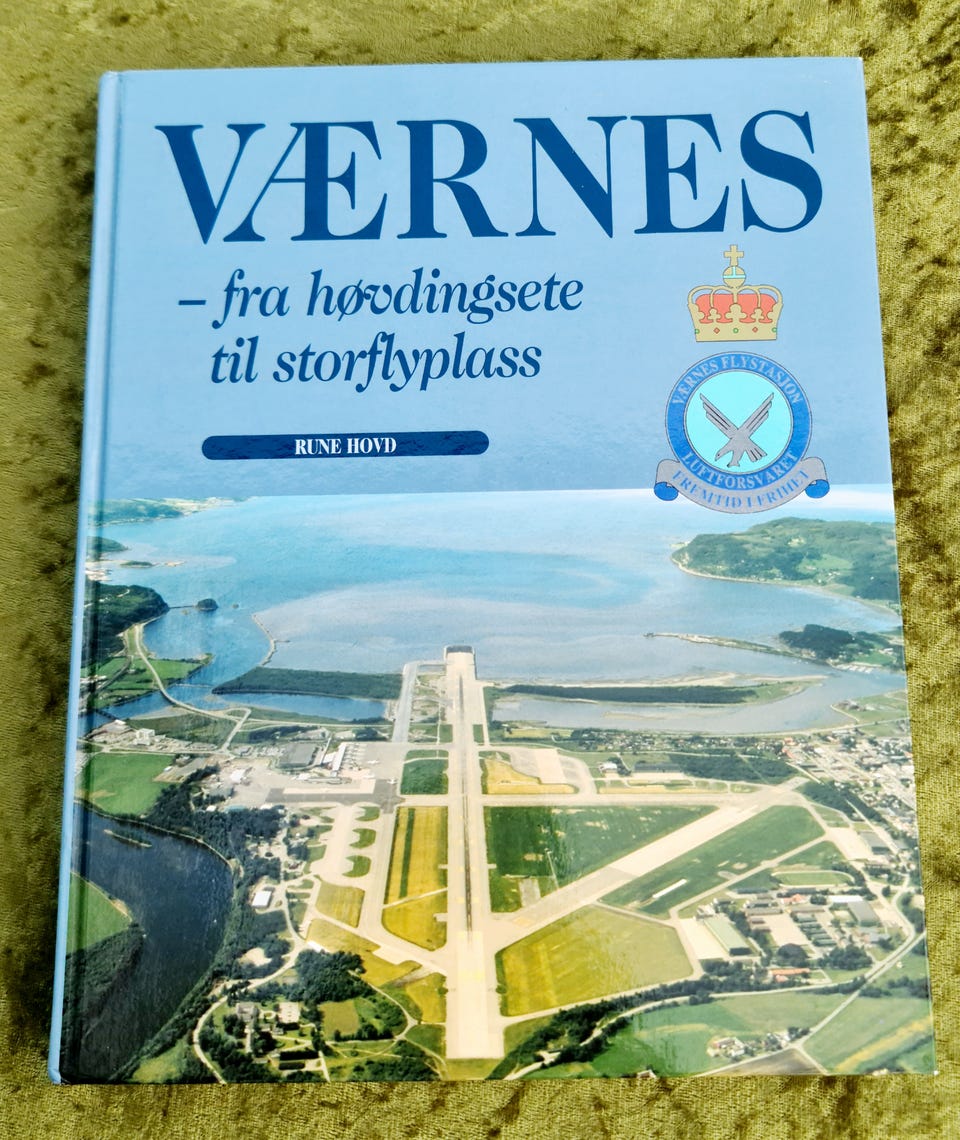 VÆRNES
– fra høvdingsete
til storflyplass
RUNE HOVD
VÆRNES FLYSTASJON
LUFTFORSVARET
FREMTID I FRIHET